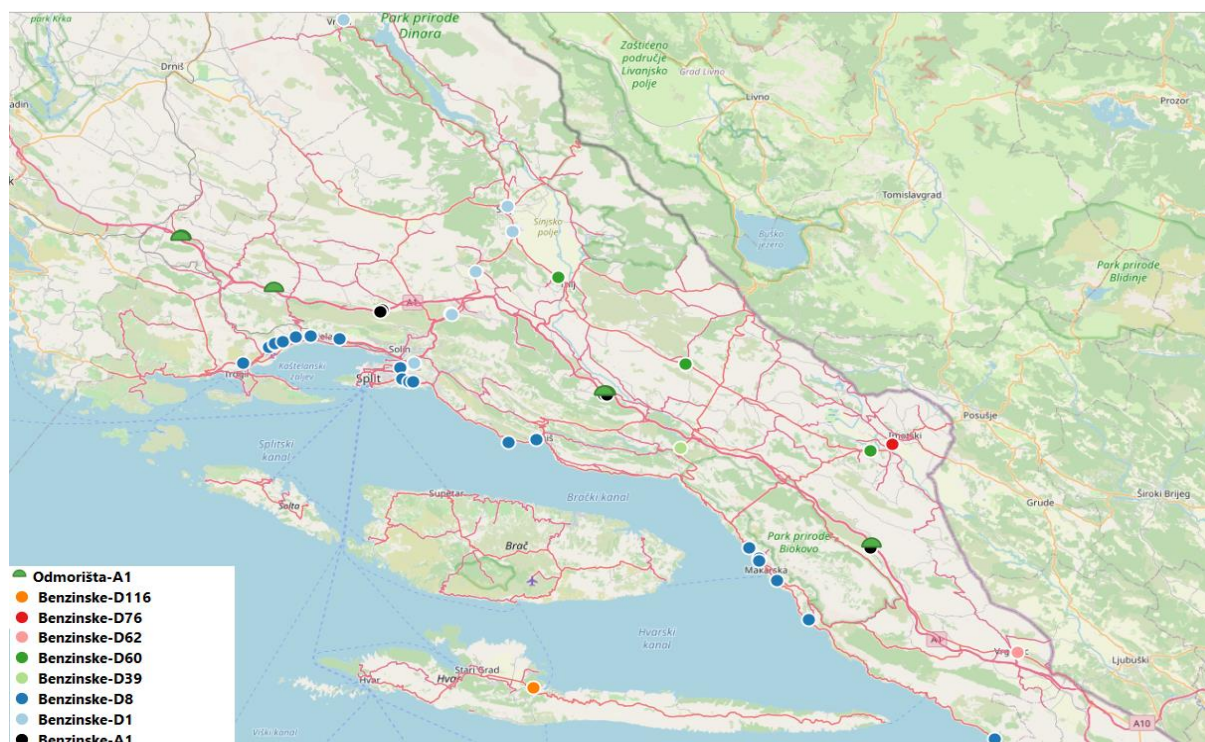 park Krka
Park prirode
Dinara
Drniš
Zaštićeno
područje
Livanjsko
polje
Grad Livno
Livno
Prozor
Tomislavgrad
Sinjsko
polje
Buško
jezero
Park prirode
Blidinje
A1
Solin
Kaštelanski
zaljev
Split
Posušje
Grude
Široki Brijeg
Splitski
kanal
Šolta
Supetar
Brač
Brački kanal
Park prirode
Biokovo
Makarska
Hvarski
kanal
A1
Ljubuški
Stari Grad
Hvar
A10
Viški kanal
Odmorišta-A1
Benzinske-D116
Benzinske-D76
Benzinske-D62
Benzinske-D60
Benzinske-D39
Benzinske-D8
Benzinske-D1
Benzinske-A1